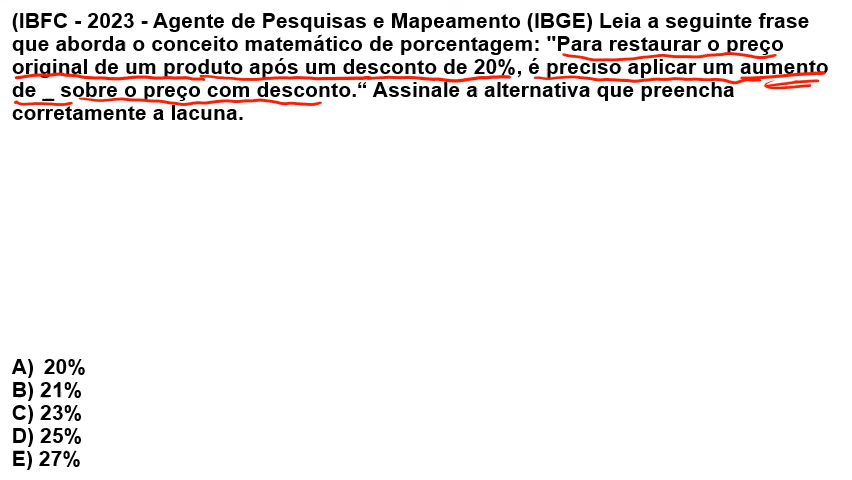 (IBFC - 2023 - Agente de Pesquisas e Mapeamento (IBGE) Leia a seguinte frase
que aborda o conceito matemático de porcentagem: "Para restaurar o preço
original de um produto após um desconto de 20%, é preciso aplicar um aumento
de _ sobre o preço com desconto.“ Assinale a alternativa que preencha
corretamente a lacuna.
A) 20%
B) 21%
C) 23%
D) 25%
E) 27%